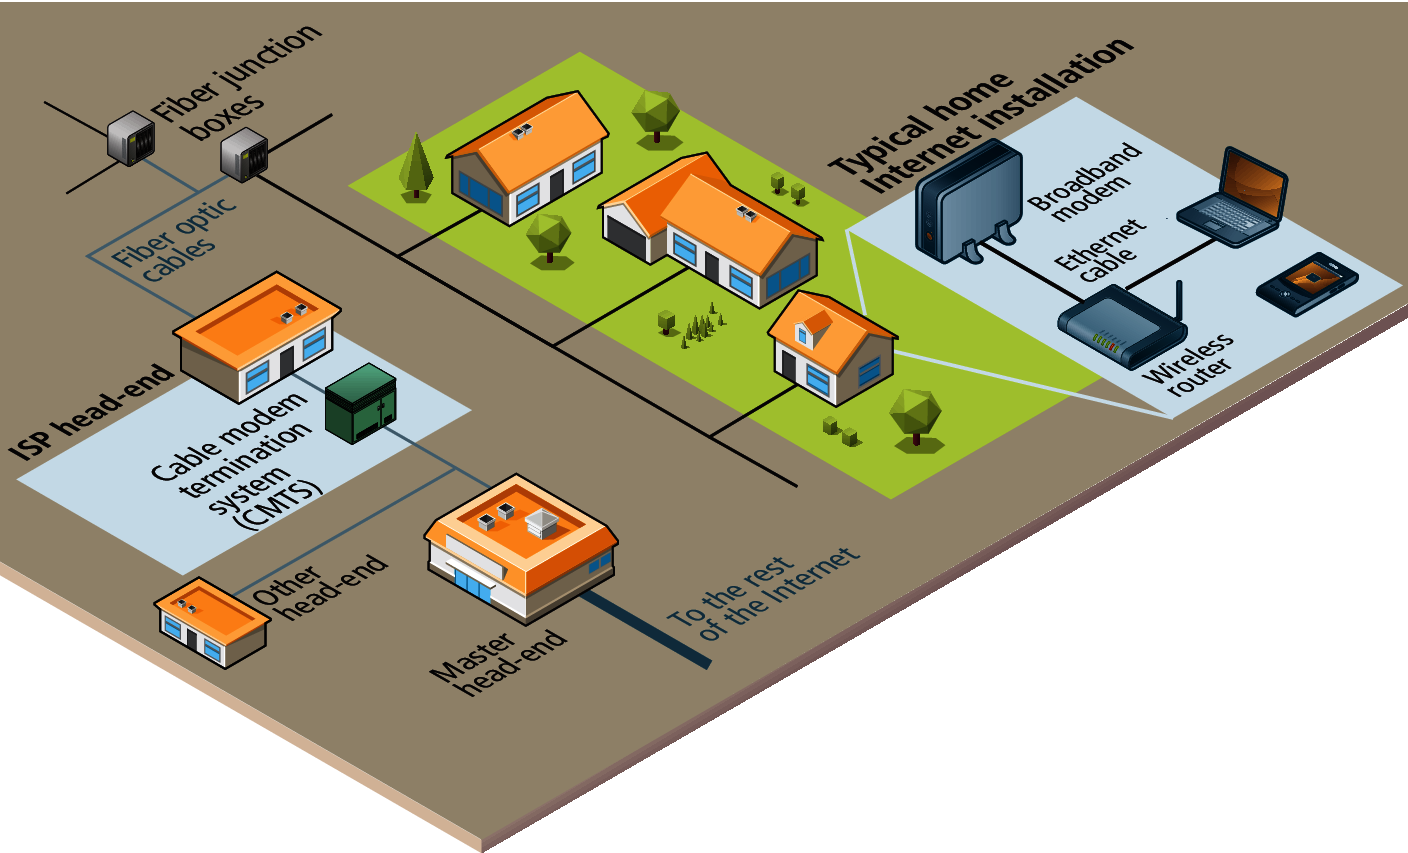 Fiber junction
boxes
Fiber optic
cables
Typical home
Internet installation
Broadband
modem
Ethernet
cable
Wireless
router
ISP head-end
Cable modem
termination
system
(CMTS)
Other
head-end
Master
head-end
To the rest
of the Internet